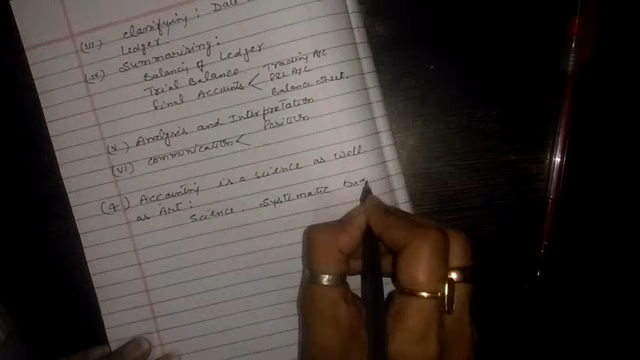 (iii) Classifying: Date
Ledger
(iv) Summarising:
Balancing of Ledger
Trial Balance
Final Accounts < Trading A/C
P&L A/C
Balance sheet.
(v) Analysis and Interpretation
(vi) Communication < Position
(4) Accounting is a science as well
as Art:
Science. Systematic